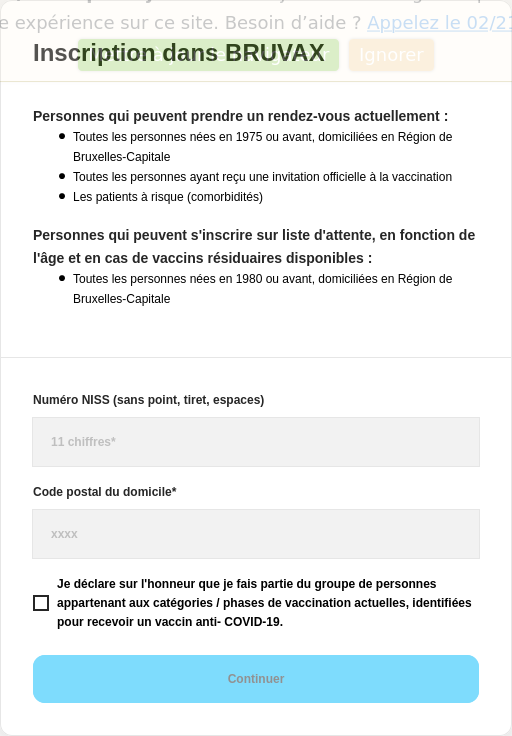 e expérience sur ce site. Besoin d’aide ? Appelez le 02/21
Inscription dans BRUVAX
Ignorer
Personnes qui peuvent prendre un rendez-vous actuellement :
Toutes les personnes nées en 1975 ou avant, domiciliées en Région de
Bruxelles-Capitale
Toutes les personnes ayant reçu une invitation officielle à la vaccination
Les patients à risque (comorbidités)
Personnes qui peuvent s'inscrire sur liste d'attente, en fonction de
l'âge et en cas de vaccins résiduaires disponibles :
Toutes les personnes nées en 1980 ou avant, domiciliées en Région de
Bruxelles-Capitale
Numéro NISS (sans point, tiret, espaces)
11 chiffres*
Code postal du domicile*
xxxx
Je déclare sur l'honneur que je fais partie du groupe de personnes
appartenant aux catégories / phases de vaccination actuelles, identifiées
pour recevoir un vaccin anti- COVID-19.
Continuer